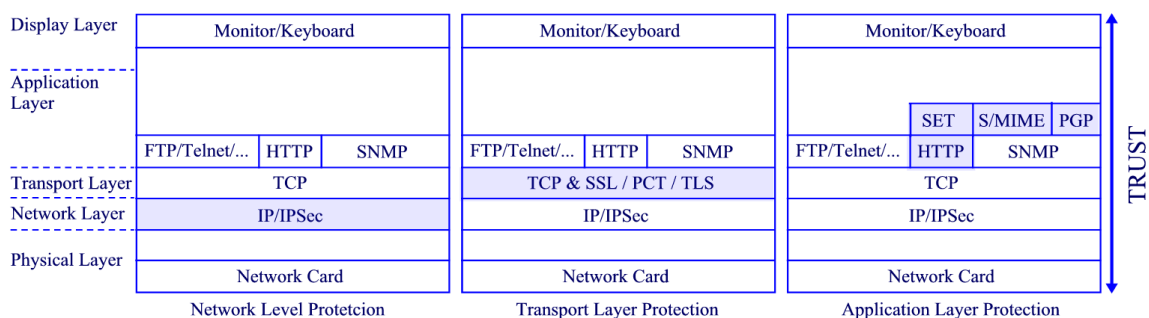 Display Layer
Monitor/Keyboard
Monitor/Keyboard
Monitor/Keyboard
Application
Layer
SET
S/MIME
PGP
FTP/Telnet/...
HTTP
SNMP
FTP/Telnet/...
HTTP
SNMP
FTP/Telnet/...
HTTP
SNMP
Transport Layer
TCP
TCP & SSL / PCT / TLS
TCP
Network Layer
IP/IPSec
IP/IPSec
IP/IPSec
Physical Layer
Network Card
Network Card
Network Card
TRUST
Network Level Protetcion
Transport Layer Protection
Application Layer Protection